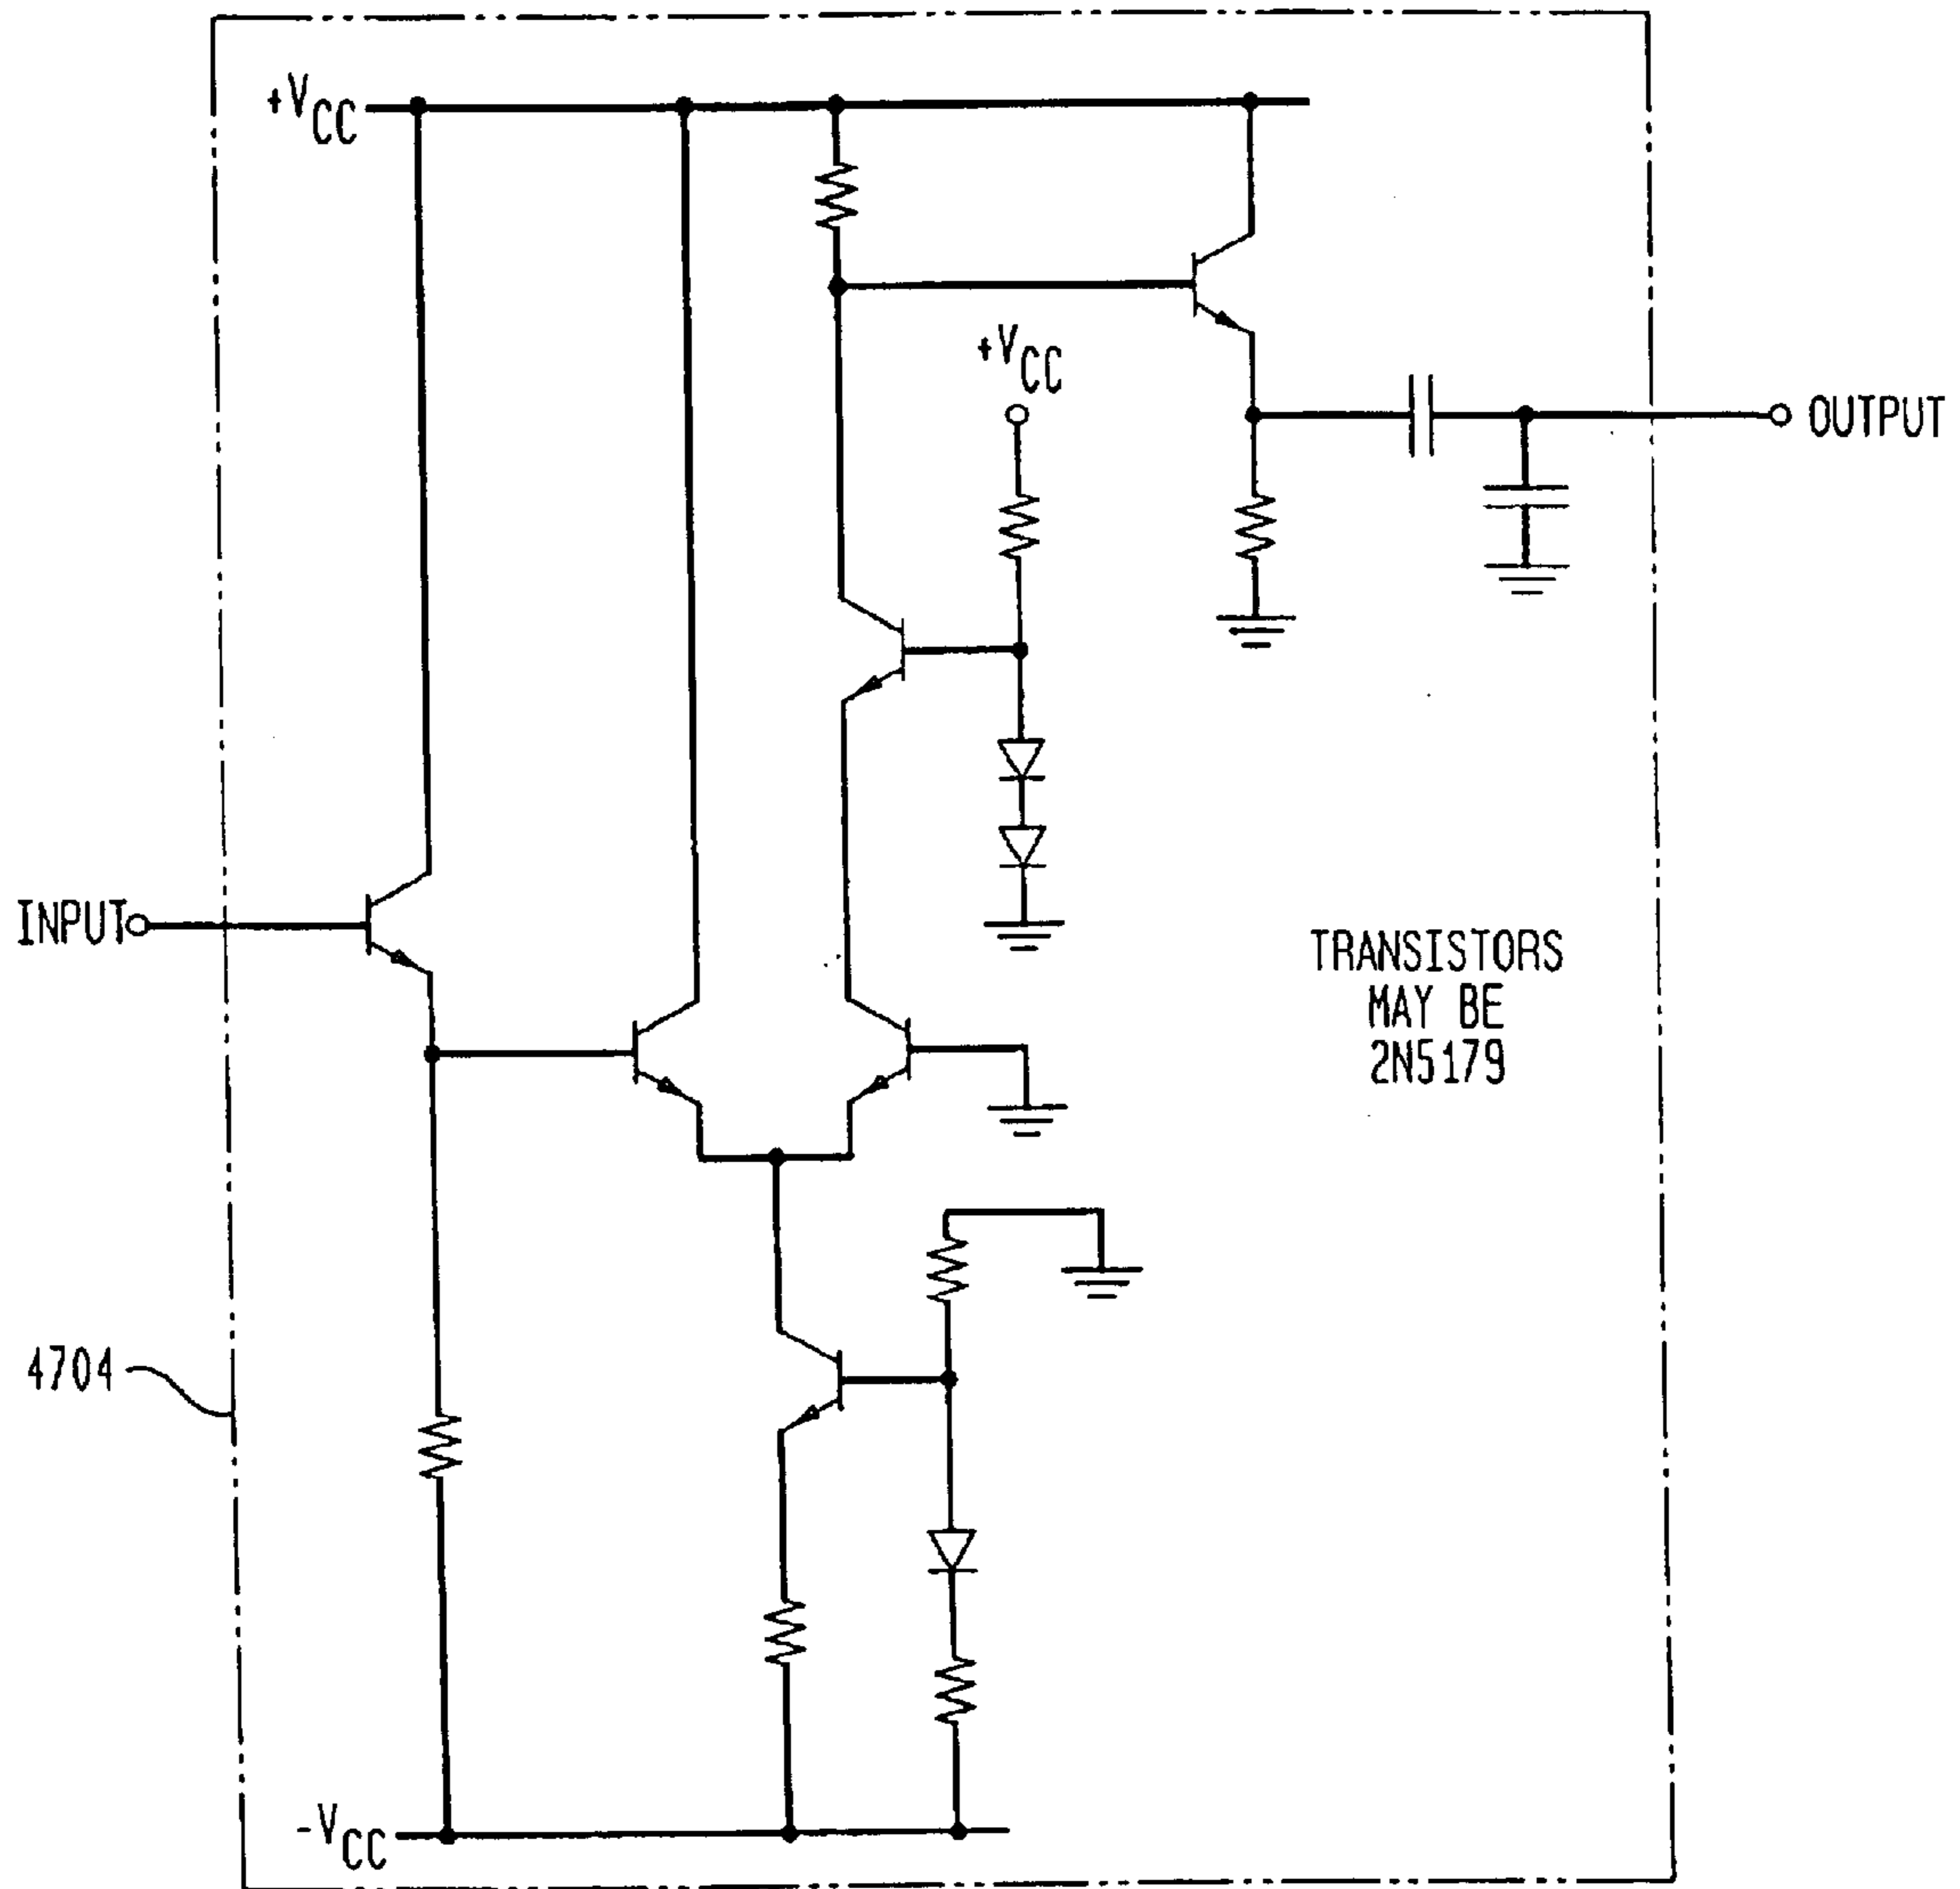 +VCC
+VCC
OUTPUT
INPUT
TRANSISTORS
MAY BE
2N5179
4704
-VCC